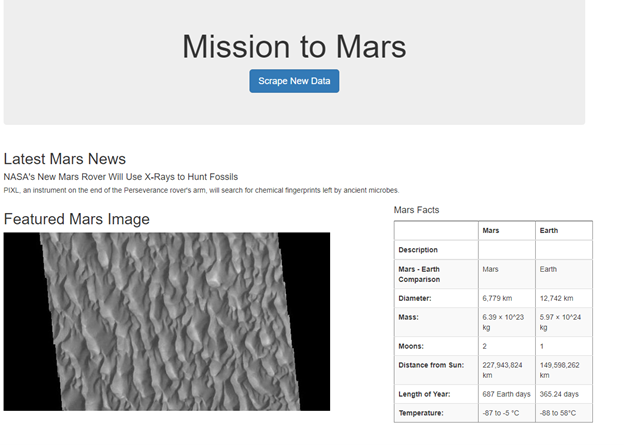 Mission to Mars
Scrape New Data
Latest Mars News
NASA's New Mars Rover Will Use X-Rays to Hunt Fossils
PIXL, an instrument on the end of the Perseverance rover's arm, will search for chemical fingerprints left by ancient microbes.
Featured Mars Image
Mars Facts
Mars Earth
Description
Mars - Earth Comparison Mars Earth
Diameter: 6,779 km 12,742 km
Mass: 6.39 × 10^23 kg 5.97 × 10^24 kg
Moons: 2 1
Distance from Sun: 227,943,824 km 149,598,262 km
Length of Year: 687 Earth days 365.24 days
Temperature: -87 to -5 °C -88 to 58°C